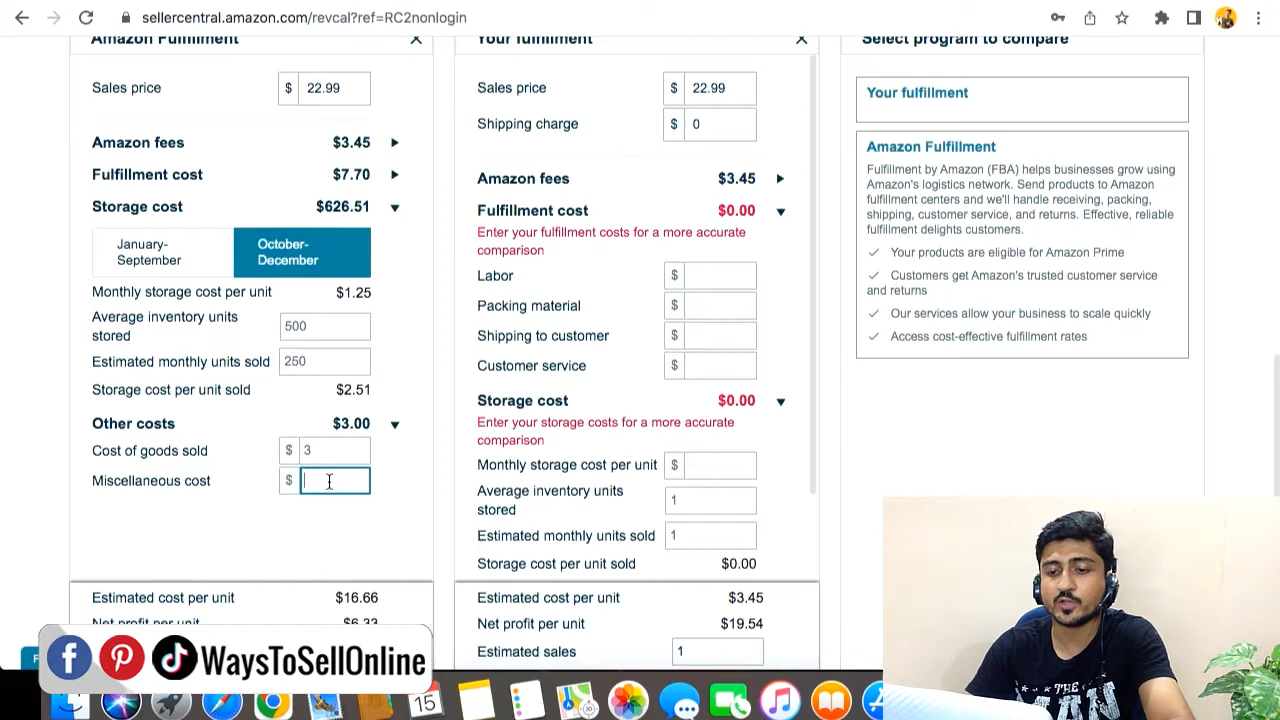 sellercentral.amazon.com/revcal?ref=RC2nonlogin
Amazon Fulfillment
Sales price $ 22.99
Amazon fees $3.45
Fulfillment cost $7.70
Storage cost $626.51
January-
September
October-
December
Monthly storage cost per unit $1.25
Average inventory units
stored 500
Estimated monthly units sold 250
Storage cost per unit sold $2.51
Other costs $3.00
Cost of goods sold $ 3
Miscellaneous cost $
Estimated cost per unit $16.66
Net profit per unit $6.33
Your fulfillment
Sales price $ 22.99
Shipping charge $ 0
Amazon fees $3.45
Fulfillment cost $0.00
Enter your fulfillment costs for a more accurate
comparison
Labor $
Packing material $
Shipping to customer $
Customer service $
Storage cost $0.00
Enter your storage costs for a more accurate
comparison
Monthly storage cost per unit $
Average inventory units
stored 1
Estimated monthly units sold 1
Storage cost per unit sold $0.00
Estimated cost per unit $3.45
Net profit per unit $19.54
Estimated sales 1
Select program to compare
Your fulfillment
Amazon Fulfillment
Fulfillment by Amazon (FBA) helps businesses grow using
Amazon's logistics network. Send products to Amazon
fulfillment centers and we'll handle receiving, packing,
shipping, customer service, and returns. Effective, reliable
fulfillment delights customers.
Your products are eligible for Amazon Prime
Customers get Amazon's trusted customer service
and returns
Our services allow your business to scale quickly
Access cost-effective fulfillment rates
WaysToSellOnline
15
THE